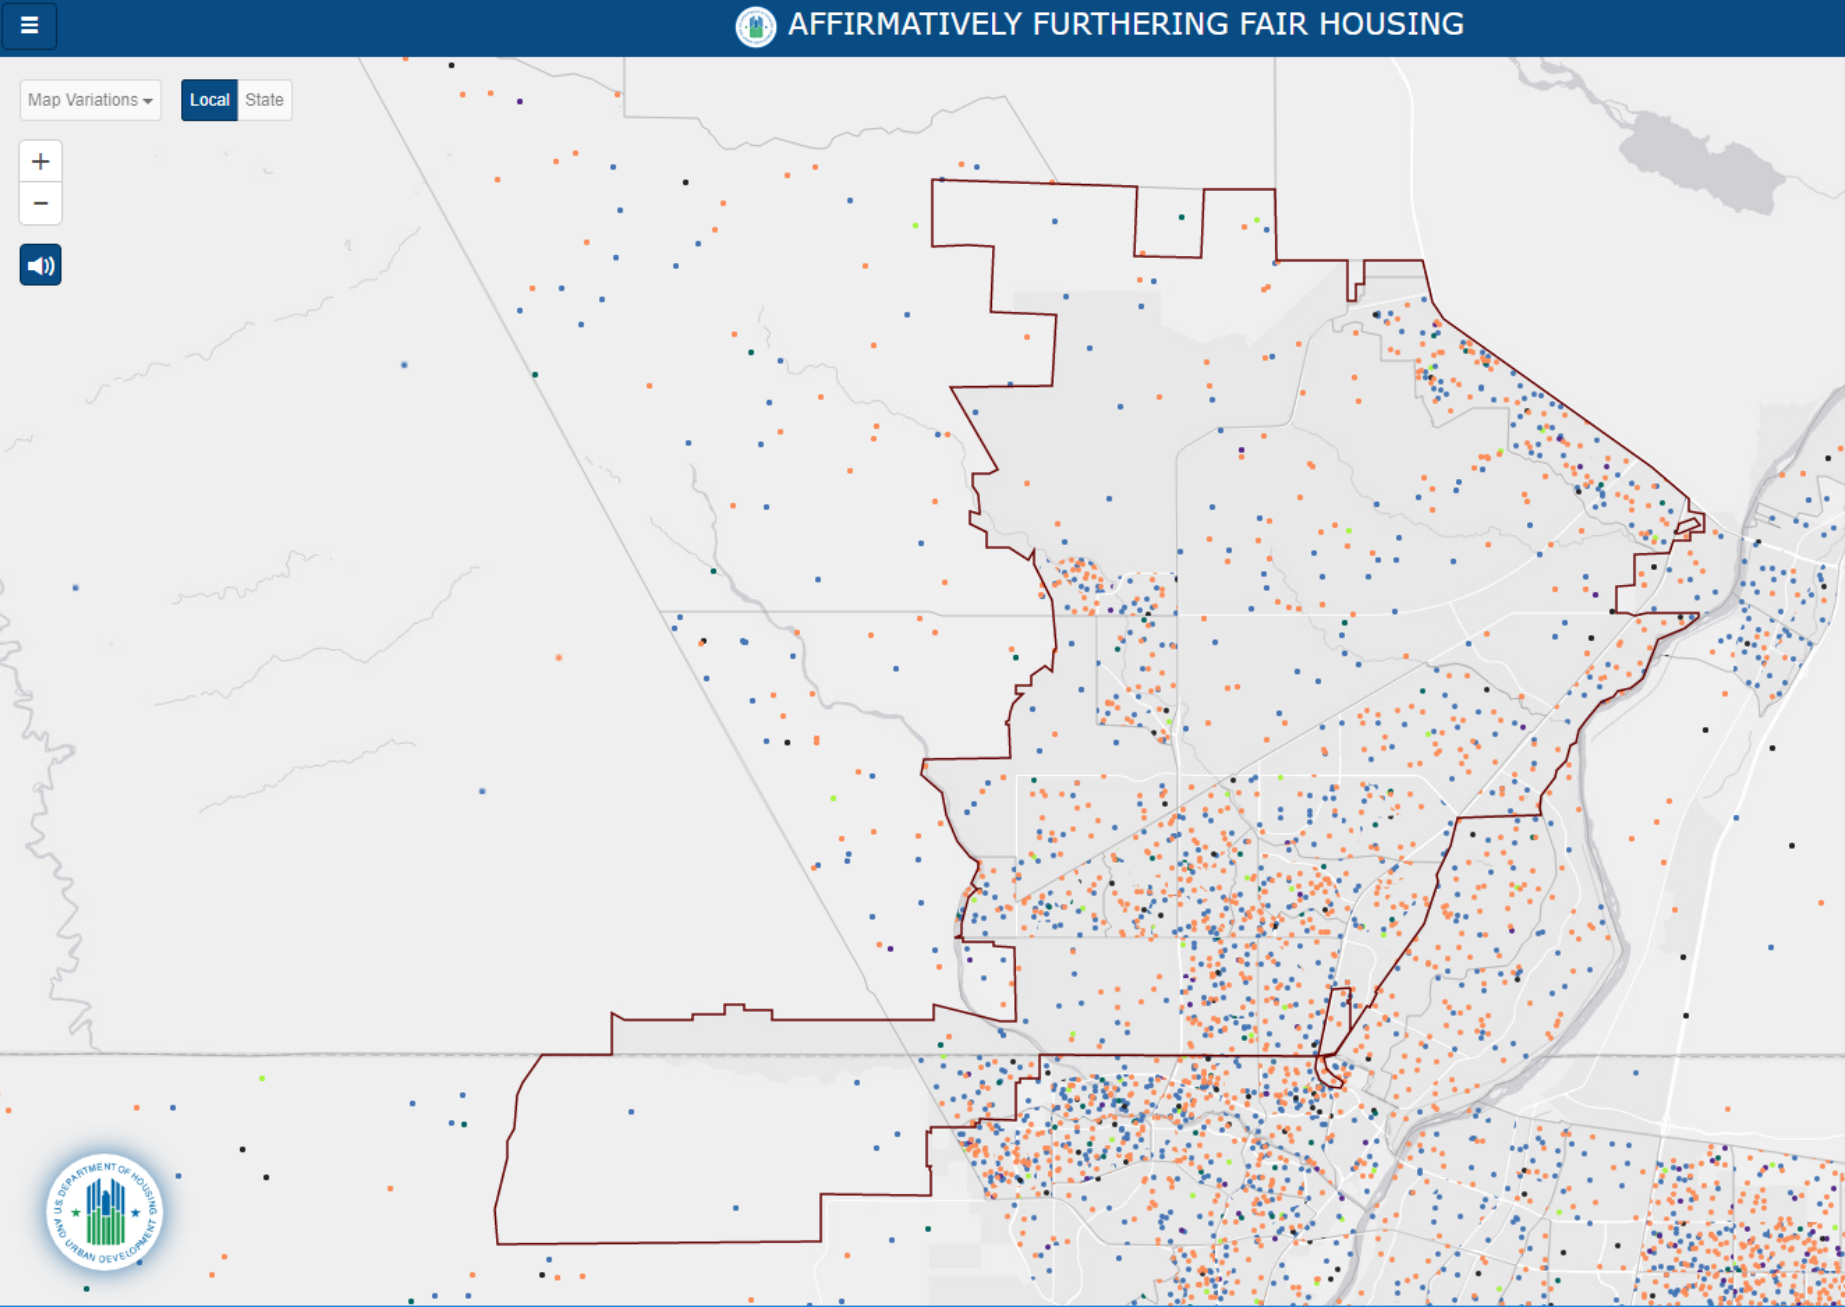 ☰
AFFIRMATIVELY FURTHERING FAIR HOUSING
Map Variations
Local
State
+
−
U.S. DEPARTMENT OF HOUSING
AND URBAN DEVELOPMENT